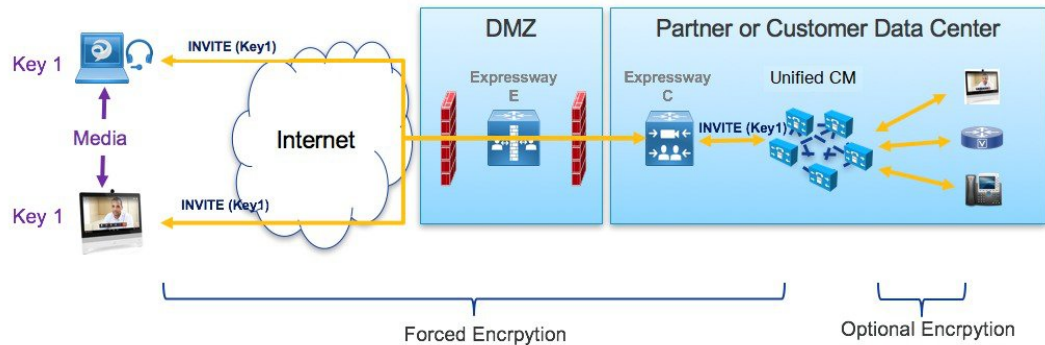 DMZ
Partner or Customer Data Center
Key 1
INVITE (Key1)
Expressway
E
Expressway
C
Unified CM
Media
Internet
INVITE (Key1)
Key 1
INVITE (Key1)
V
Forced Encrpytion
Optional Encrpytion